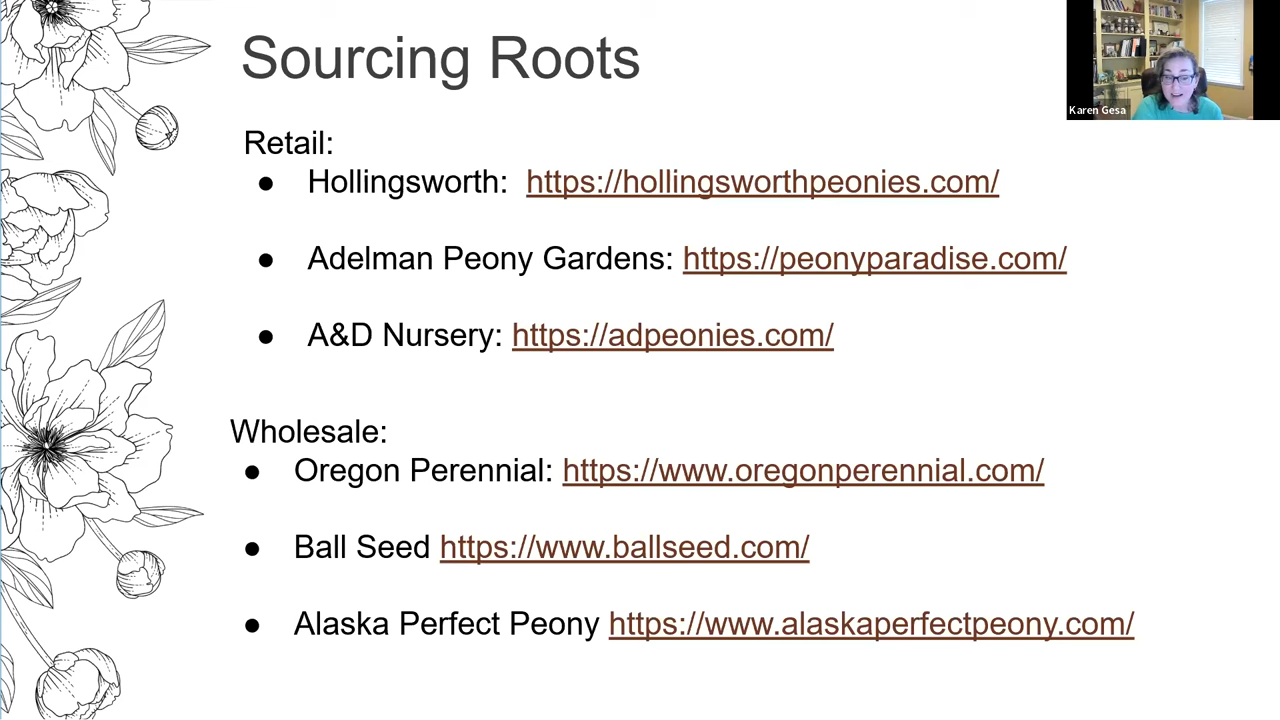 Sourcing Roots
Karen Gesa
Retail:
● Hollingsworth: https://hollingsworthpeonies.com/
● Adelman Peony Gardens: https://peonyparadise.com/
● A&D Nursery: https://adpeonies.com/
Wholesale:
● Oregon Perennial: https://www.oregonperennial.com/
● Ball Seed https://www.ballseed.com/
● Alaska Perfect Peony https://www.alaskaperfectpeony.com/